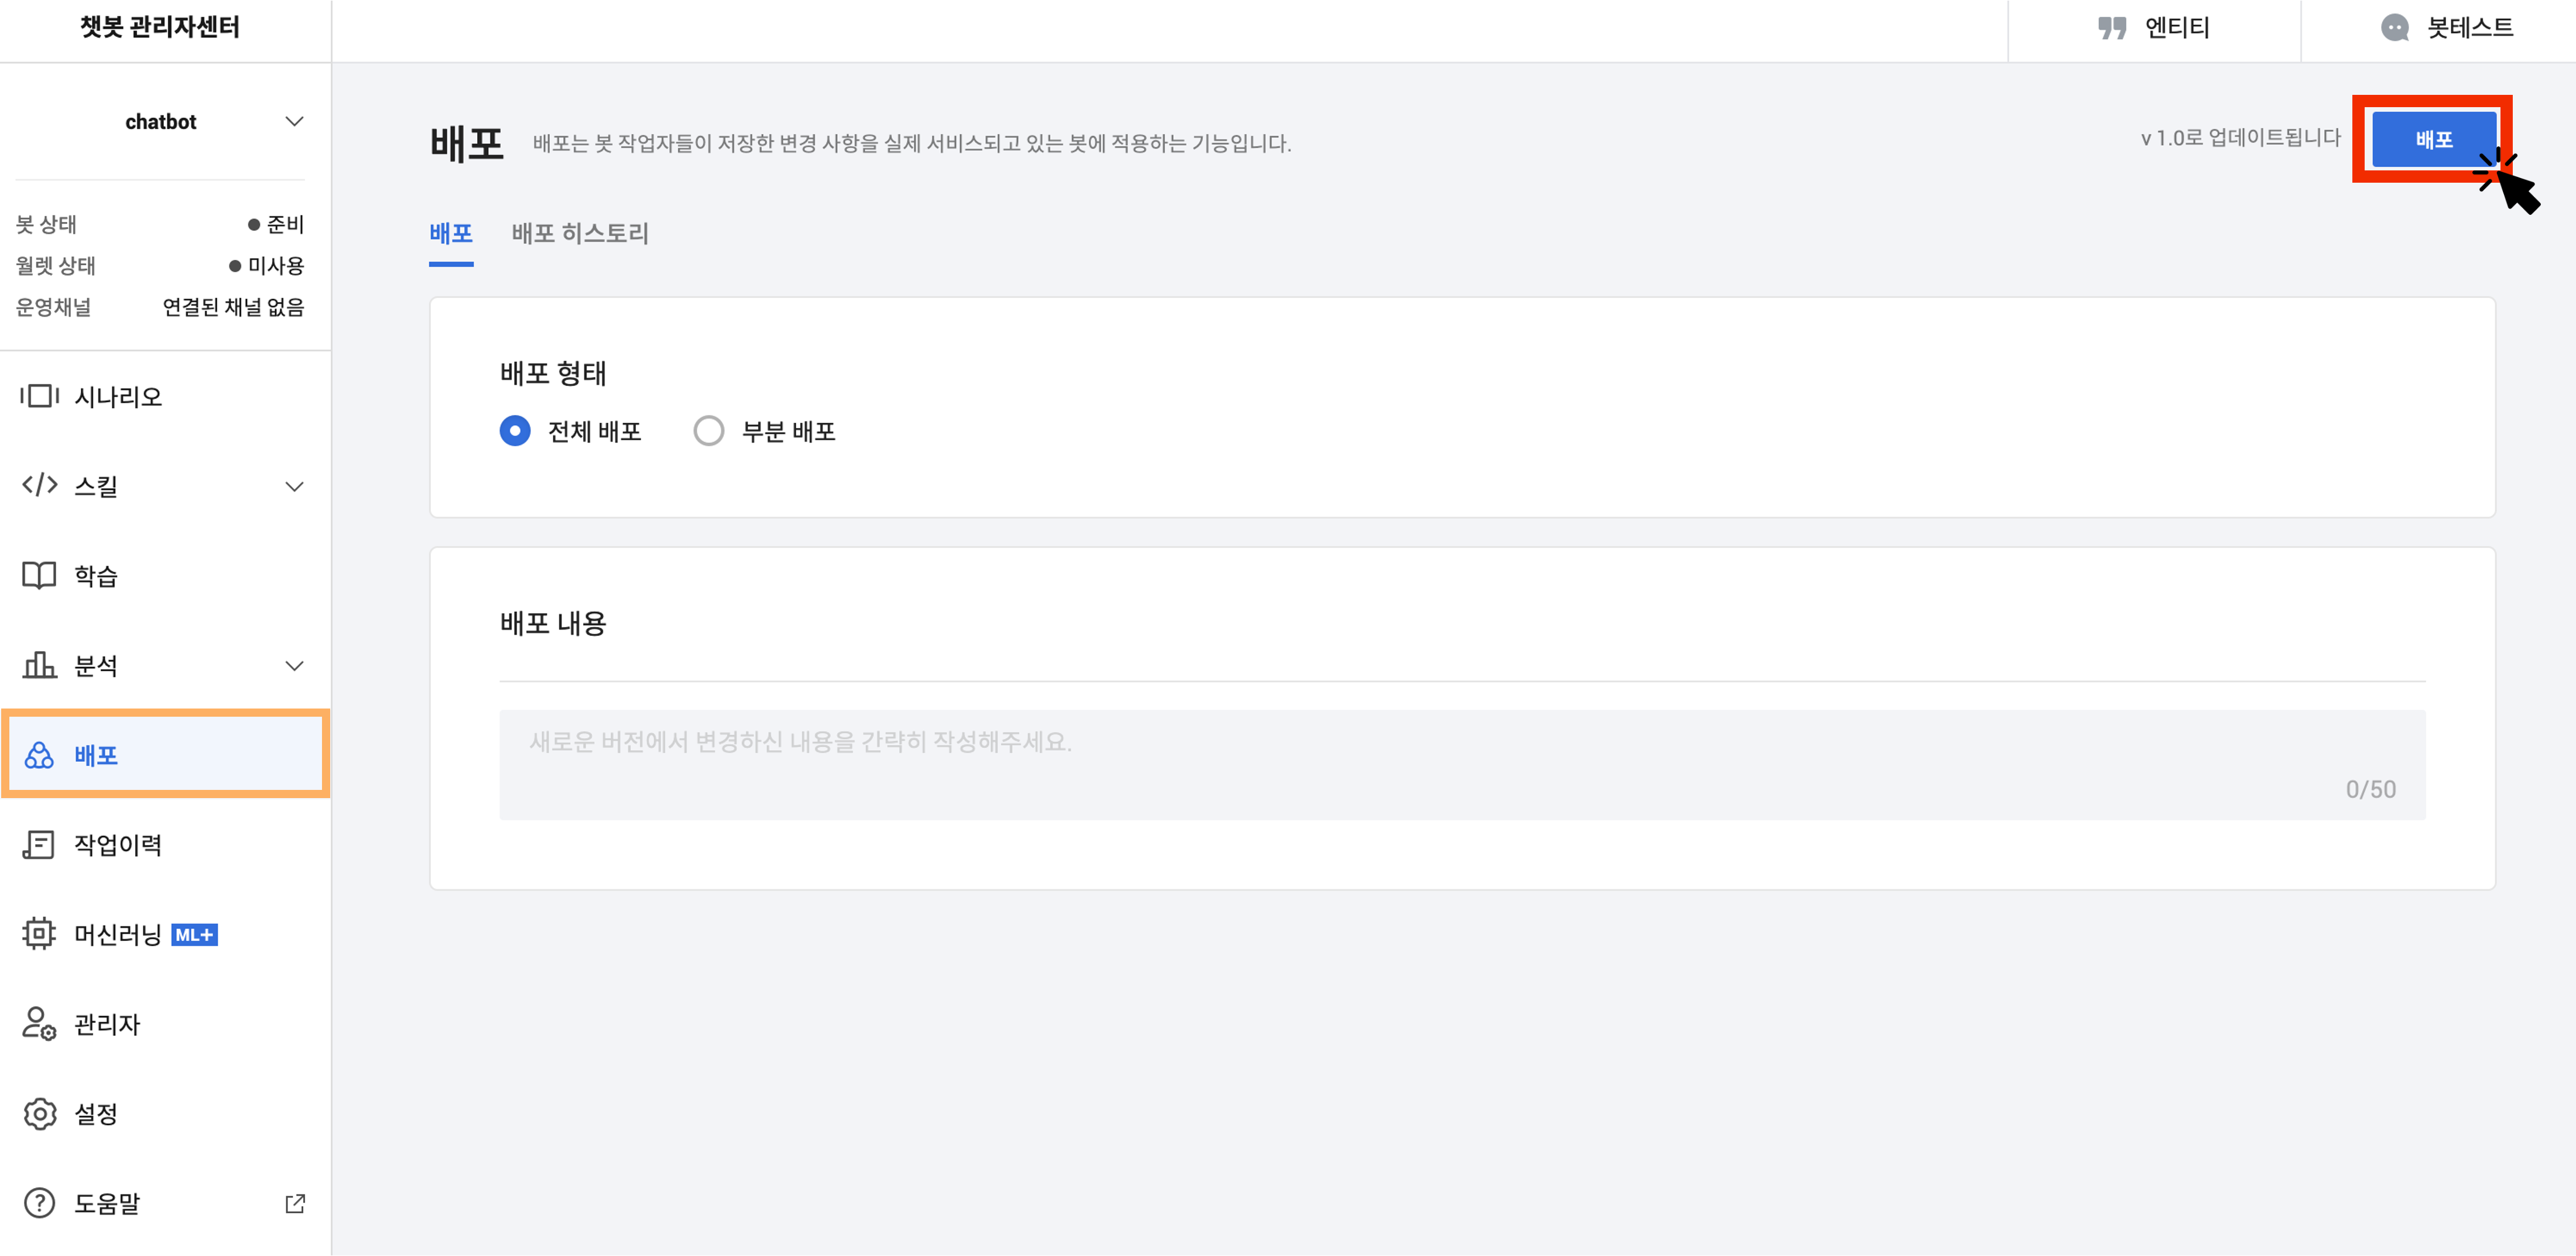 챗봇 관리자센터
엔티티
봇테스트
chatbot
봇 상태 준비
월렛 상태 미사용
운영채널 연결된 채널 없음
시나리오
스킬
학습
분석
배포
작업이력
머신러닝 ML+
관리자
설정
도움말
배포 배포는 봇 작업자들이 저장한 변경 사항을 실제 서비스되고 있는 봇에 적용하는 기능입니다.
v 1.0로 업데이트됩니다 배포
배포 배포 히스토리
배포 형태
전체 배포 부분 배포
배포 내용
새로운 버전에서 변경하신 내용을 간략히 작성해주세요.
0/50